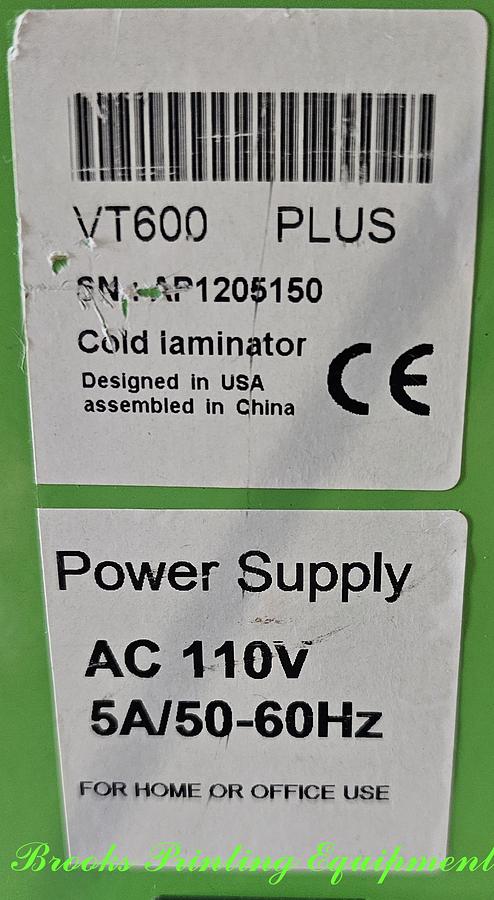 VT600 PLUS
SN: AP1205150
Cold laminator
Designed in USA
assembled in China
CE
Power Supply
AC 110V
5A/50-60Hz
FOR HOME OR OFFICE USE
Brooks Printing Equipment